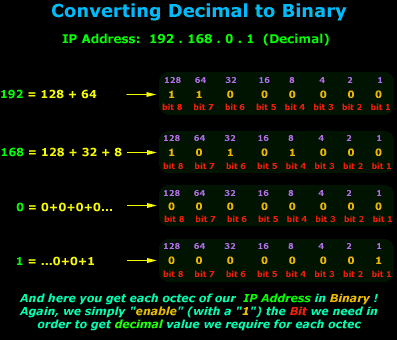 Converting Decimal to Binary
IP Address: 192 . 168 . 0 . 1 (Decimal)
128 64 32 16 8 4 2 1
192 = 128 + 64 1 1 0 0 0 0 0 0
bit 8 bit 7 bit 6 bit 5 bit 4 bit 3 bit 2 bit 1
128 64 32 16 8 4 2 1
168 = 128 + 32 + 8 1 0 1 0 1 0 0 0
bit 8 bit 7 bit 6 bit 5 bit 4 bit 3 bit 2 bit 1
128 64 32 16 8 4 2 1
0 = 0+0+0+0... 0 0 0 0 0 0 0 0
bit 8 bit 7 bit 6 bit 5 bit 4 bit 3 bit 2 bit 1
128 64 32 16 8 4 2 1
1 = ...0+0+1 0 0 0 0 0 0 0 1
bit 8 bit 7 bit 6 bit 5 bit 4 bit 3 bit 2 bit 1
And here you get each octec of our IP Address in Binary !
Again, we simply "enable" (with a "1") the Bit we need in
order to get decimal value we require for each octec